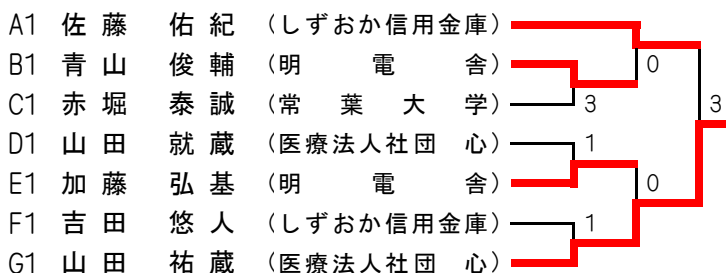 A1 佐藤 佑紀 (しずおか信用金庫)
B1 青山 俊輔 (明電舎) 0
C1 赤堀 泰誠 (常葉大学) 3 3
D1 山田 就蔵 (医療法人社団 心) 1
E1 加藤 弘基 (明電舎) 0
F1 吉田 悠人 (しずおか信用金庫) 1
G1 山田 祐蔵 (医療法人社団 心)